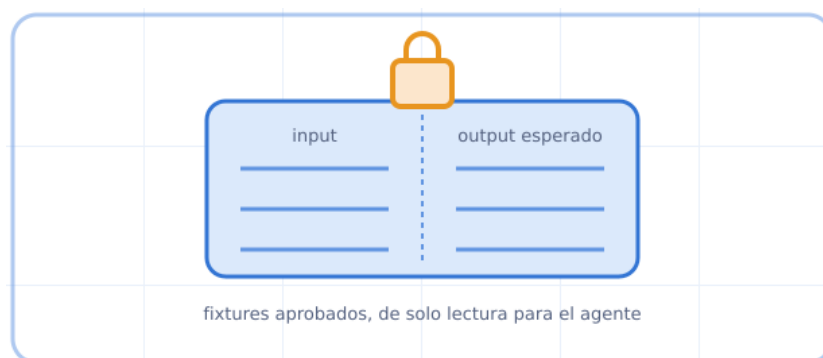 input
output esperado
fixtures aprobados, de solo lectura para el agente